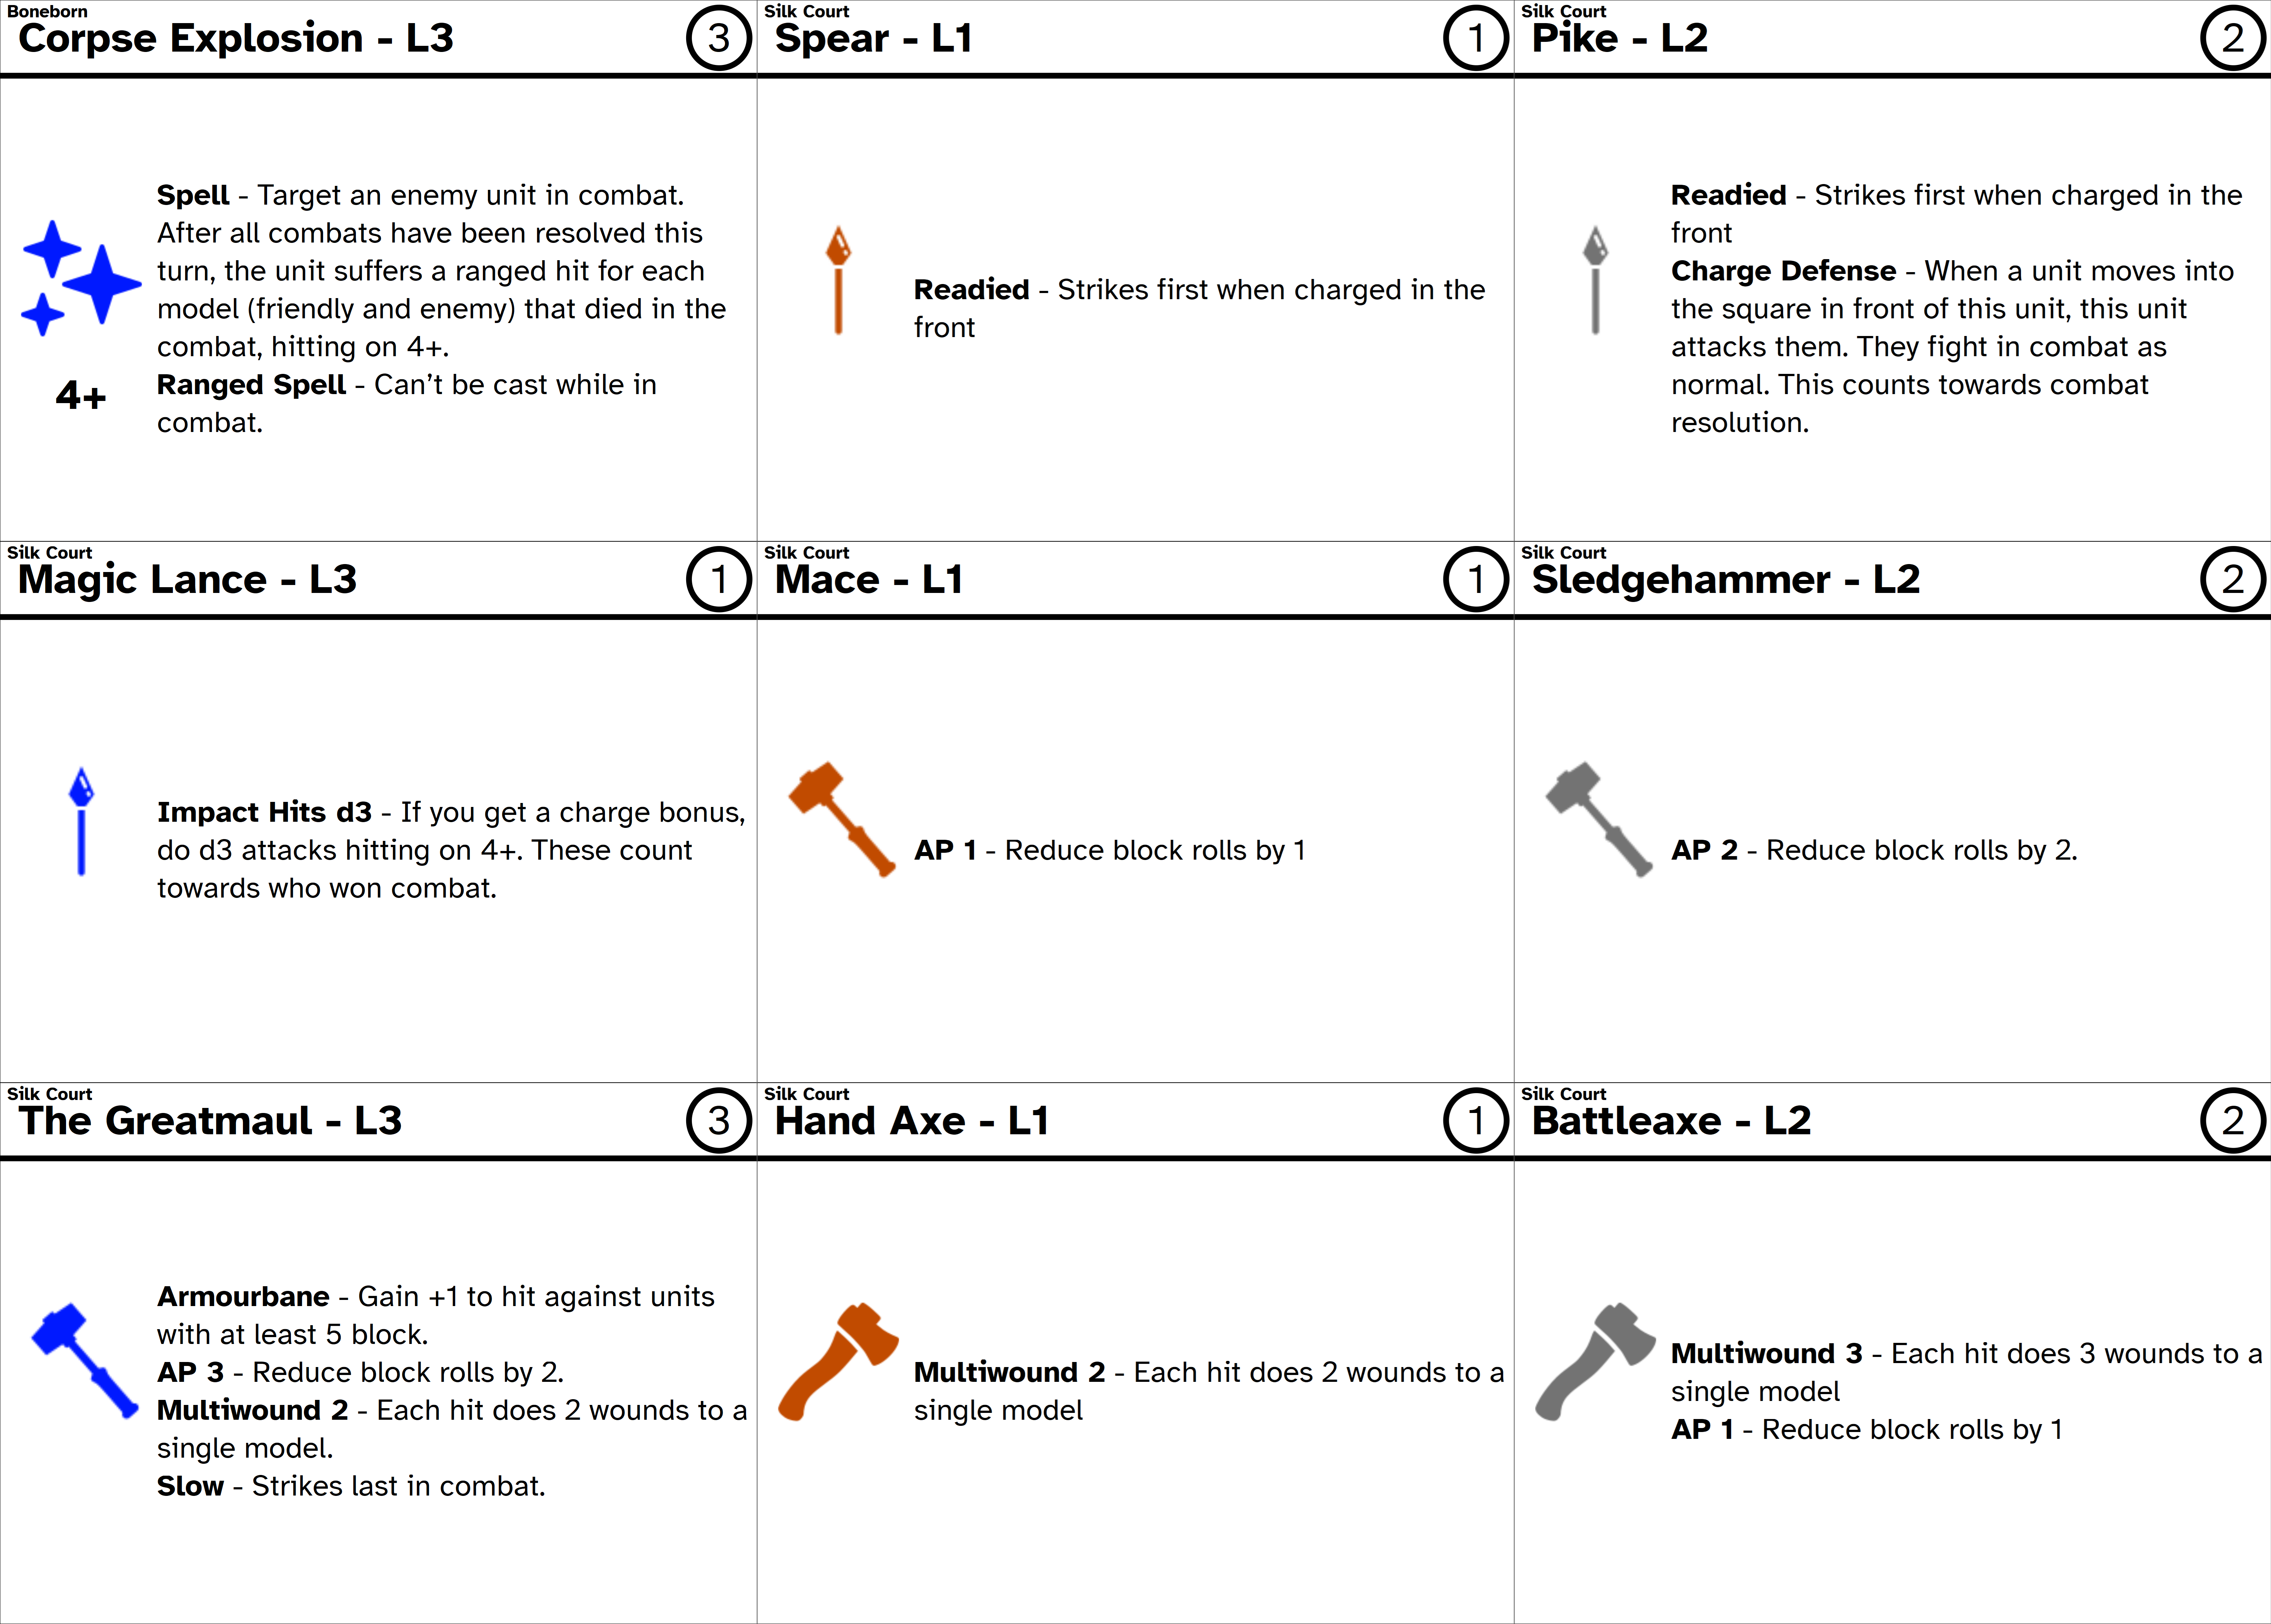 Boneborn
Corpse Explosion - L3
3
Spell - Target an enemy unit in combat.
After all combats have been resolved this
turn, the unit suffers a ranged hit for each
model (friendly and enemy) that died in the
combat, hitting on 4+.
Ranged Spell - Can’t be cast while in
combat.
4+
Silk Court
Spear - L1
1
Readied - Strikes first when charged in the
front
Silk Court
Pike - L2
2
Readied - Strikes first when charged in the
front
Charge Defense - When a unit moves into
the square in front of this unit, this unit
attacks them. They fight in combat as
normal. This counts towards combat
resolution.
Silk Court
Magic Lance - L3
1
Impact Hits d3 - If you get a charge bonus,
do d3 attacks hitting on 4+. These count
towards who won combat.
Silk Court
Mace - L1
1
AP 1 - Reduce block rolls by 1
Silk Court
Sledgehammer - L2
2
AP 2 - Reduce block rolls by 2.
Silk Court
The Greatmaul - L3
3
Armourbane - Gain +1 to hit against units
with at least 5 block.
AP 3 - Reduce block rolls by 2.
Multiwound 2 - Each hit does 2 wounds to a
single model.
Slow - Strikes last in combat.
Silk Court
Hand Axe - L1
1
Multiwound 2 - Each hit does 2 wounds to a
single model
Silk Court
Battleaxe - L2
2
Multiwound 3 - Each hit does 3 wounds to a
single model
AP 1 - Reduce block rolls by 1